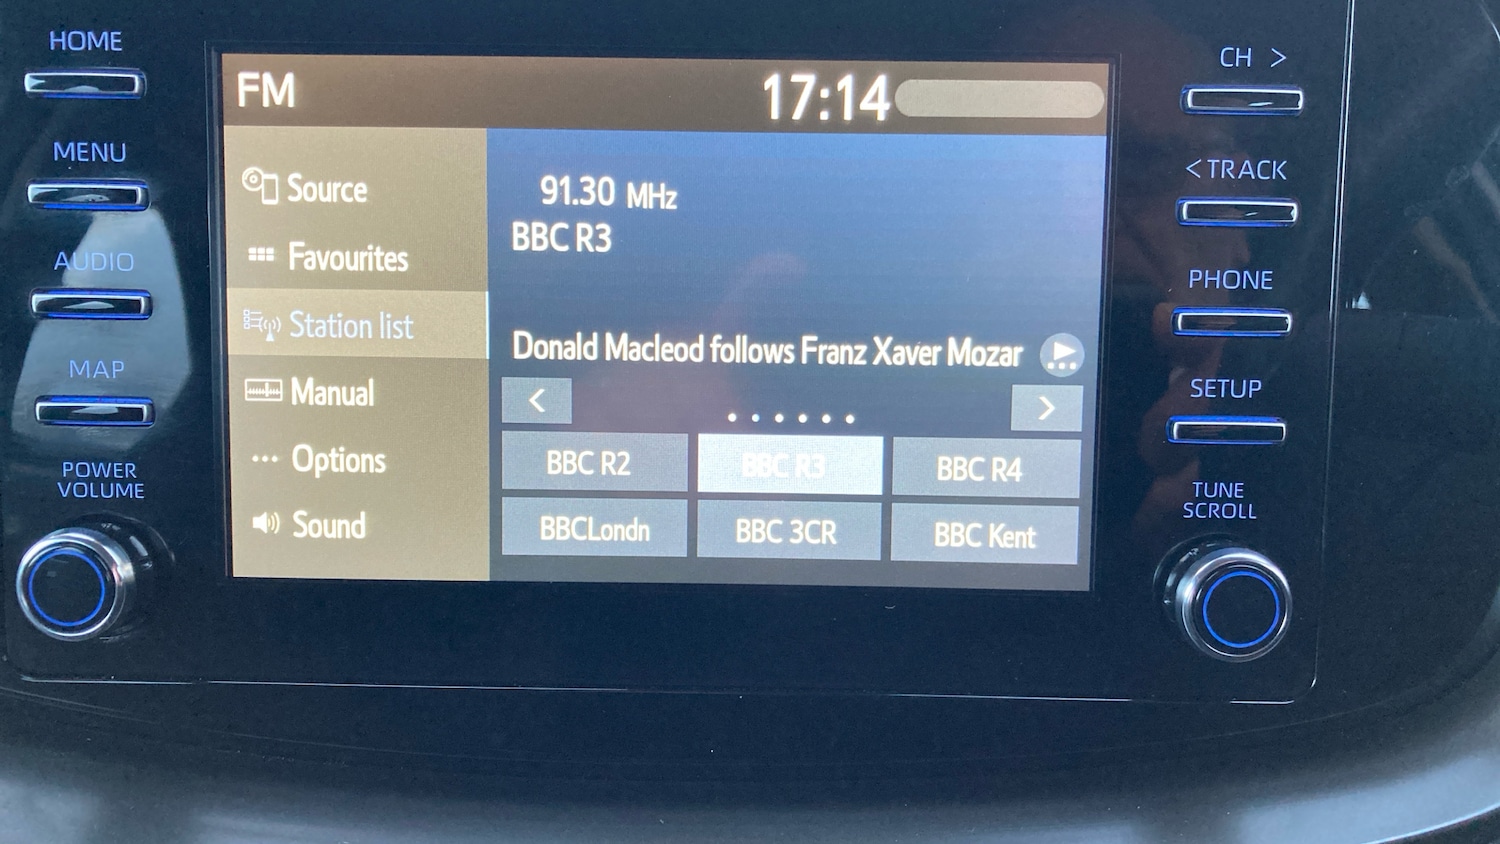 HOME
MENU
AUDIO
MAP
POWER
VOLUME
FM
17:14
Source
Favourites
Station list
Manual
Options
Sound
91.30 MHz
BBC R3
Donald Macleod follows Franz Xaver Mozar
<
>
BBC R2
BBC R3
BBC R4
BBCLondn
BBC 3CR
BBC Kent
CH >
< TRACK
PHONE
SETUP
TUNE
SCROLL